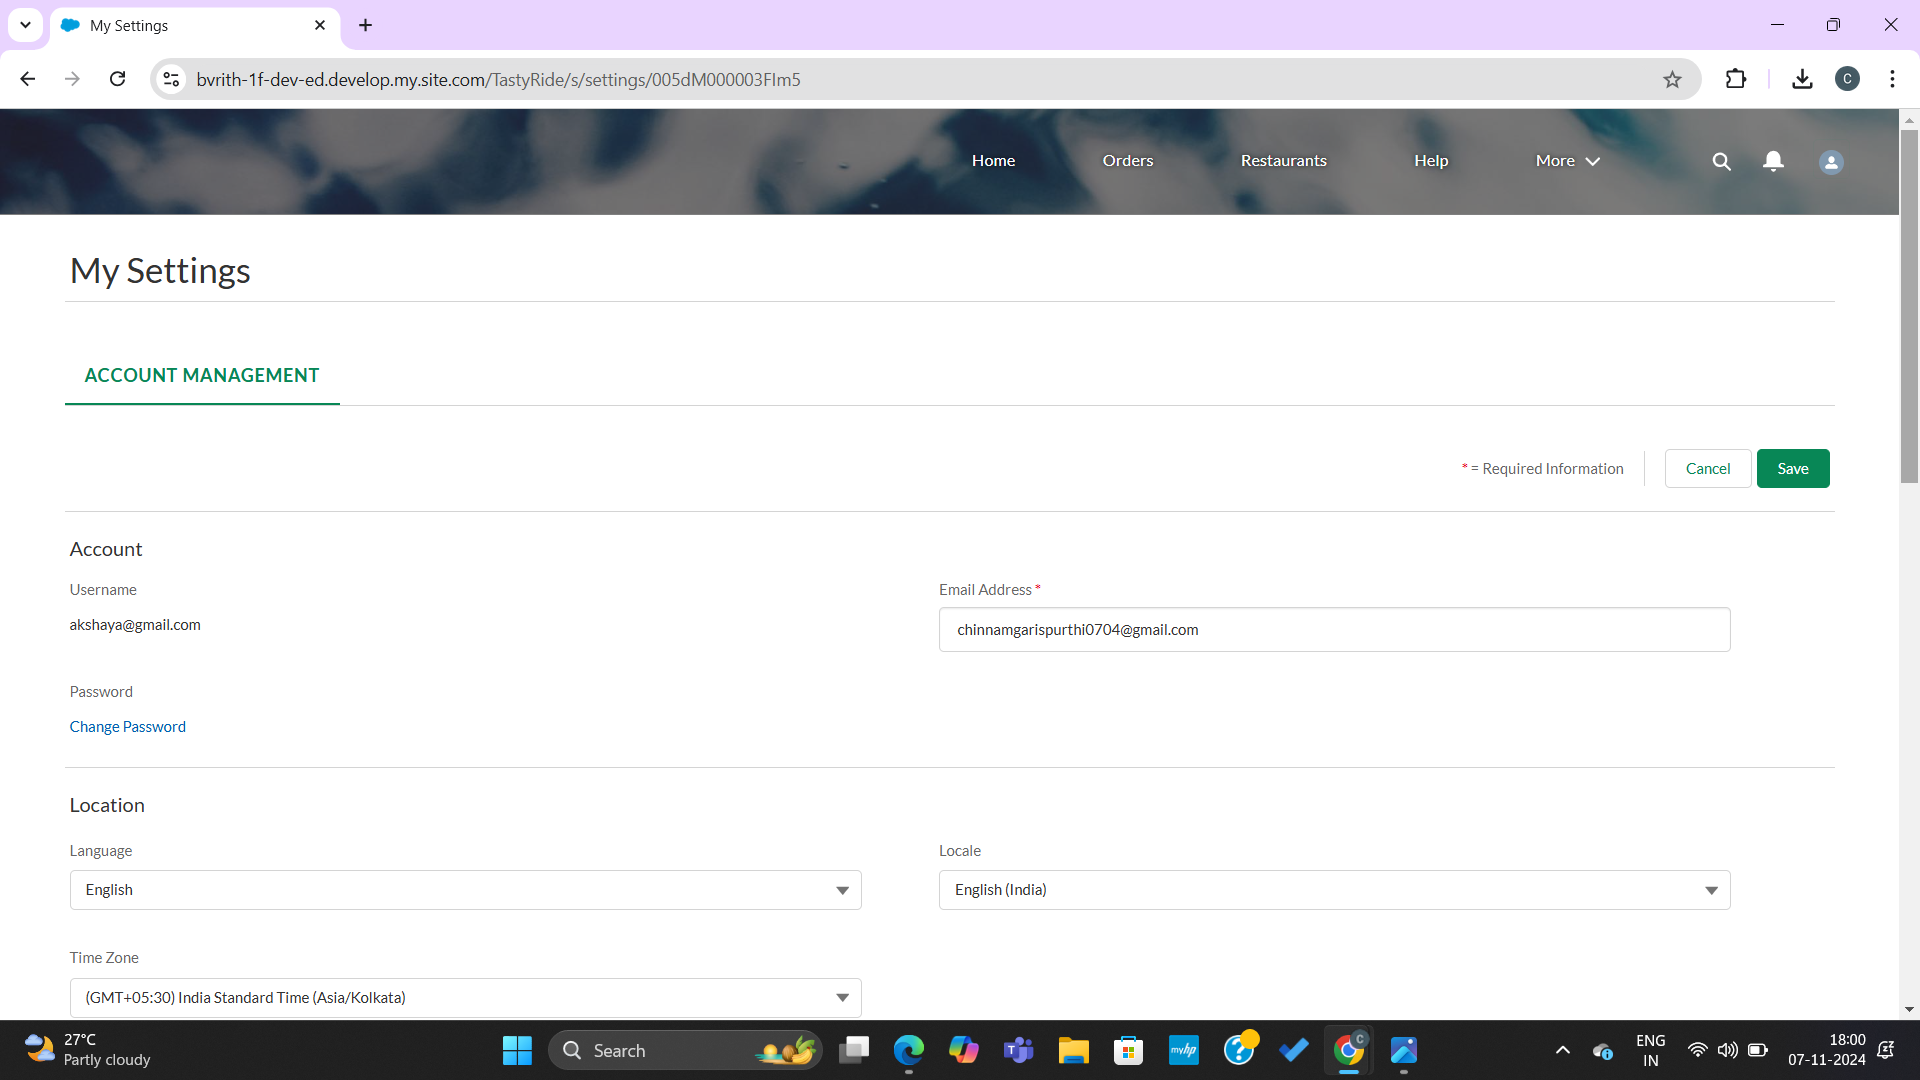 My Settings
bvrith-1f-dev-ed.develop.my.site.com/TastyRide/s/settings/005dM000003FIm5
C
Home Orders Restaurants Help More
My Settings
ACCOUNT MANAGEMENT
* = Required Information Cancel Save
Account
Username Email Address *
akshaya@gmail.com chinnamgarispurthi0704@gmail.com
Password
Change Password
Location
Language Locale
English English (India)
Time Zone
(GMT+05:30) India Standard Time (Asia/Kolkata)
27°C
Partly cloudy
Search
myhp
C
ENG
IN
18:00
07-11-2024